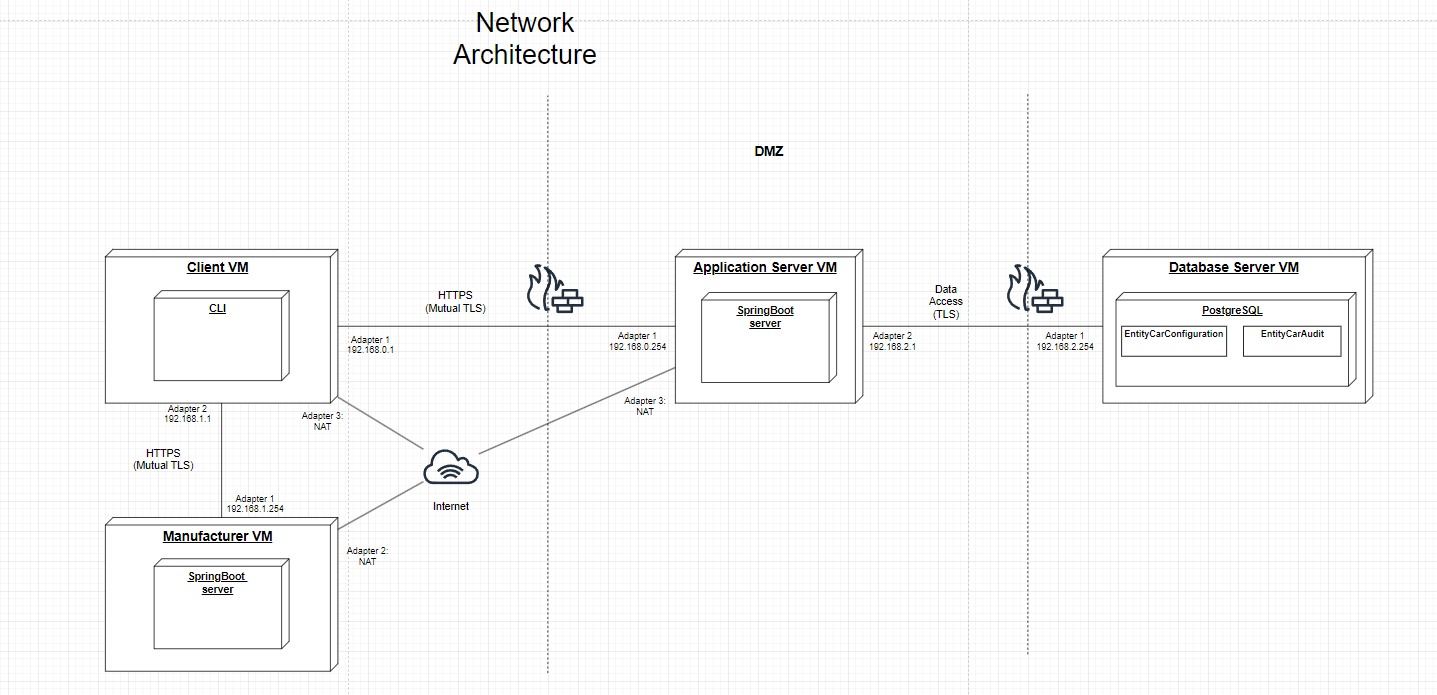 Network
Architecture
DMZ
Client VM
CLI
HTTPS
(Mutual TLS)
Adapter 1
192.168.0.1
Adapter 1
192.168.0.254
Application Server VM
SpringBoot
server
Data
Access
(TLS)
Adapter 2
192.168.2.1
Adapter 1
192.168.2.254
Database Server VM
PostgreSQL
EntityCarConfiguration
EntityCarAudit
Adapter 2
192.168.1.1
Adapter 3:
NAT
Adapter 3:
NAT
HTTPS
(Mutual TLS)
Internet
Adapter 1
192.168.1.254
Manufacturer VM
SpringBoot
server
Adapter 2:
NAT